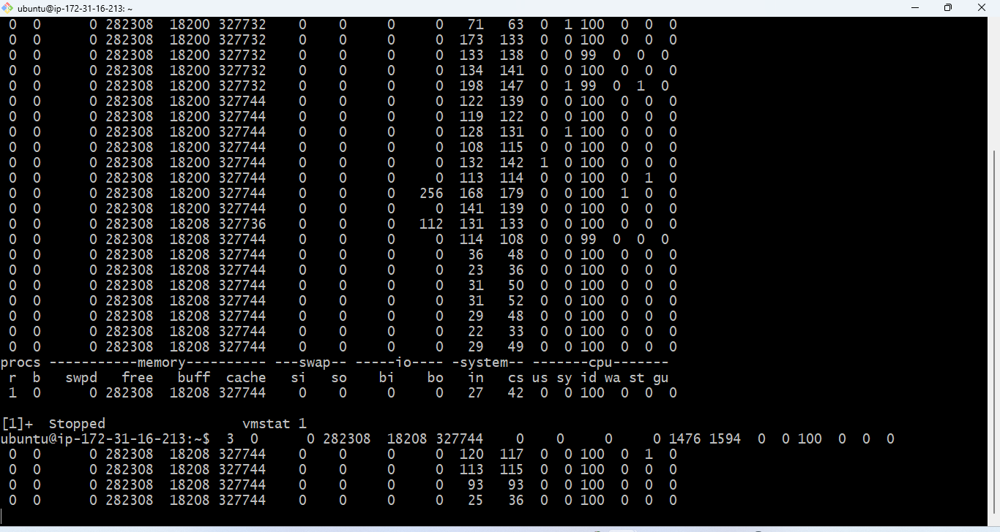 ubuntu@ip-172-31-16-213: ~
0 0 0 282308 18200 327732 0 0 0 0 71 63 0 1 100 0 0 0
0 0 0 282308 18200 327732 0 0 0 0 173 133 0 0 100 0 0 0
0 0 0 282308 18200 327732 0 0 0 0 133 138 0 0 99 0 0 0
0 0 0 282308 18200 327732 0 0 0 0 134 141 0 0 100 0 0 0
0 0 0 282308 18200 327732 0 0 0 0 198 147 0 1 99 0 1 0
0 0 0 282308 18200 327744 0 0 0 0 122 139 0 0 100 0 0 0
0 0 0 282308 18200 327744 0 0 0 0 119 122 0 0 100 0 0 0
0 0 0 282308 18200 327744 0 0 0 0 128 131 0 1 100 0 0 0
0 0 0 282308 18200 327744 0 0 0 0 108 115 0 0 100 0 0 0
0 0 0 282308 18200 327744 0 0 0 0 132 142 1 0 100 0 0 0
0 0 0 282308 18200 327744 0 0 0 0 113 114 0 0 100 0 1 0
0 0 0 282308 18200 327744 0 0 0 256 168 179 0 0 100 1 0 0
0 0 0 282308 18200 327744 0 0 0 0 141 139 0 0 100 0 0 0
0 0 0 282308 18208 327736 0 0 0 112 131 133 0 0 100 0 0 0
0 0 0 282308 18208 327744 0 0 0 0 114 108 0 0 99 0 0 0
0 0 0 282308 18208 327744 0 0 0 0 36 48 0 0 100 0 0 0
0 0 0 282308 18208 327744 0 0 0 0 23 36 0 0 100 0 0 0
0 0 0 282308 18208 327744 0 0 0 0 31 50 0 0 100 0 0 0
0 0 0 282308 18208 327744 0 0 0 0 31 52 0 0 100 0 0 0
0 0 0 282308 18208 327744 0 0 0 0 29 48 0 0 100 0 0 0
0 0 0 282308 18208 327744 0 0 0 0 22 33 0 0 100 0 0 0
0 0 0 282308 18208 327744 0 0 0 0 29 49 0 0 100 0 0 0
procs -----------memory---------- ---swap-- -----io---- -system-- -------cpu-------
r b swpd free buff cache si so bi bo in cs us sy id wa st gu
1 0 0 282308 18208 327744 0 0 0 0 27 42 0 0 100 0 0 0
[1]+ Stopped vmstat 1
ubuntu@ip-172-31-16-213:~$ 3 0 0 282308 18208 327744 0 0 0 0 1476 1594 0 0 100 0 0 0
0 0 0 282308 18208 327744 0 0 0 0 120 117 0 0 100 0 1 0
0 0 0 282308 18208 327744 0 0 0 0 113 115 0 0 100 0 0 0
0 0 0 282308 18208 327744 0 0 0 0 93 93 0 0 100 0 0 0
0 0 0 282308 18208 327744 0 0 0 0 25 36 0 0 100 0 0 0